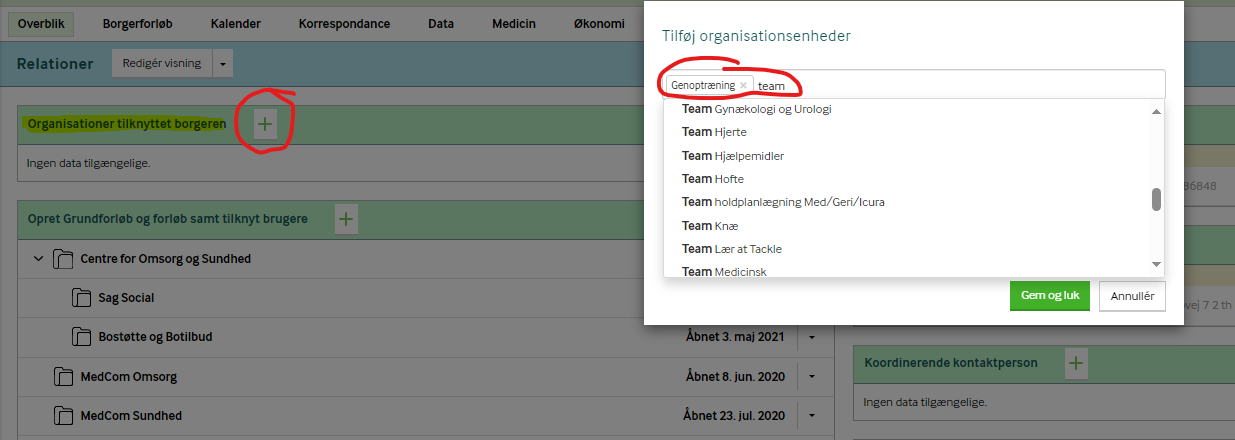 Overblik Borgerforløb Kalender Korrespondance Data Medicin Økonomi
Relationer Redigér visning
Organisationer tilknyttet borgeren +
Ingen data tilgængelige.
Opret Grundforløb og forløb samt tilknyt brugere +
Centre for Omsorg og Sundhed
Sag Social
Bostøtte og Botilbud Åbnet 3. maj 2021
MedCom Omsorg Åbnet 8. jun. 2020
MedCom Sundhed Åbnet 23. jul. 2020
Tilføj organisationsenheder
Genoptræning × team
Team Gynækologi og Urologi
Team Hjerte
Team Hjælpemidler
Team Hofte
Team holdplanlægning Med/Geri/Icura
Team Knæ
Team Lær at Tackle
Team Medicinsk
Gem og luk Annullér
36848
vej 7 2 th
Koordinerende kontaktperson +
Ingen data tilgængelige.